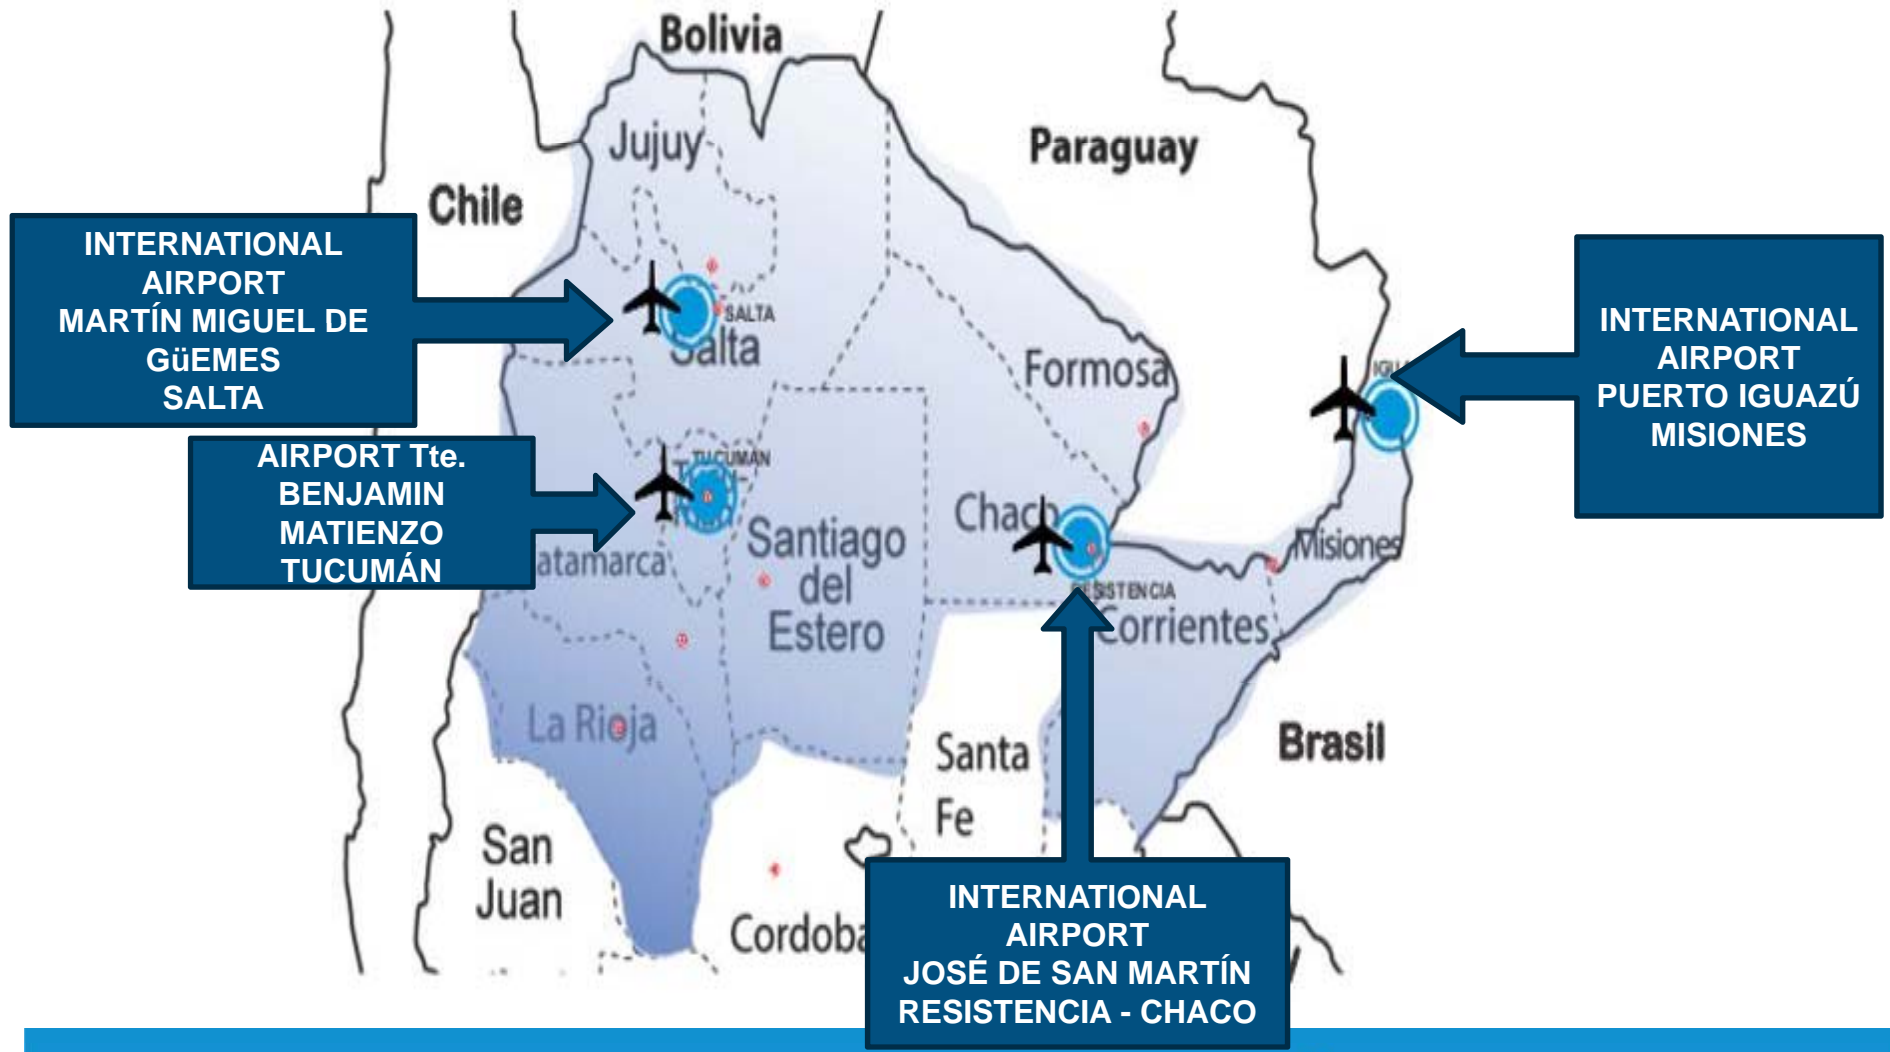 Bolivia
Jujuy
Paraguay
Chile
INTERNATIONAL
AIRPORT
MARTÍN MIGUEL DE
GüEMES
SALTA
SALTA
Salta
Formosa
INTERNATIONAL
AIRPORT
PUERTO IGUAZÚ
MISIONES
AIRPORT Tte.
BENJAMIN
MATIENZO
TUCUMÁN
TUCUMAN
Chaco
Santiago
del
Estero
atamarca
Misiones
RESISTENCIA
Corrientes
La Rioja
Santa
Fe
Brasil
San
Juan
Cordoba
INTERNATIONAL
AIRPORT
JOSÉ DE SAN MARTÍN
RESISTENCIA - CHACO